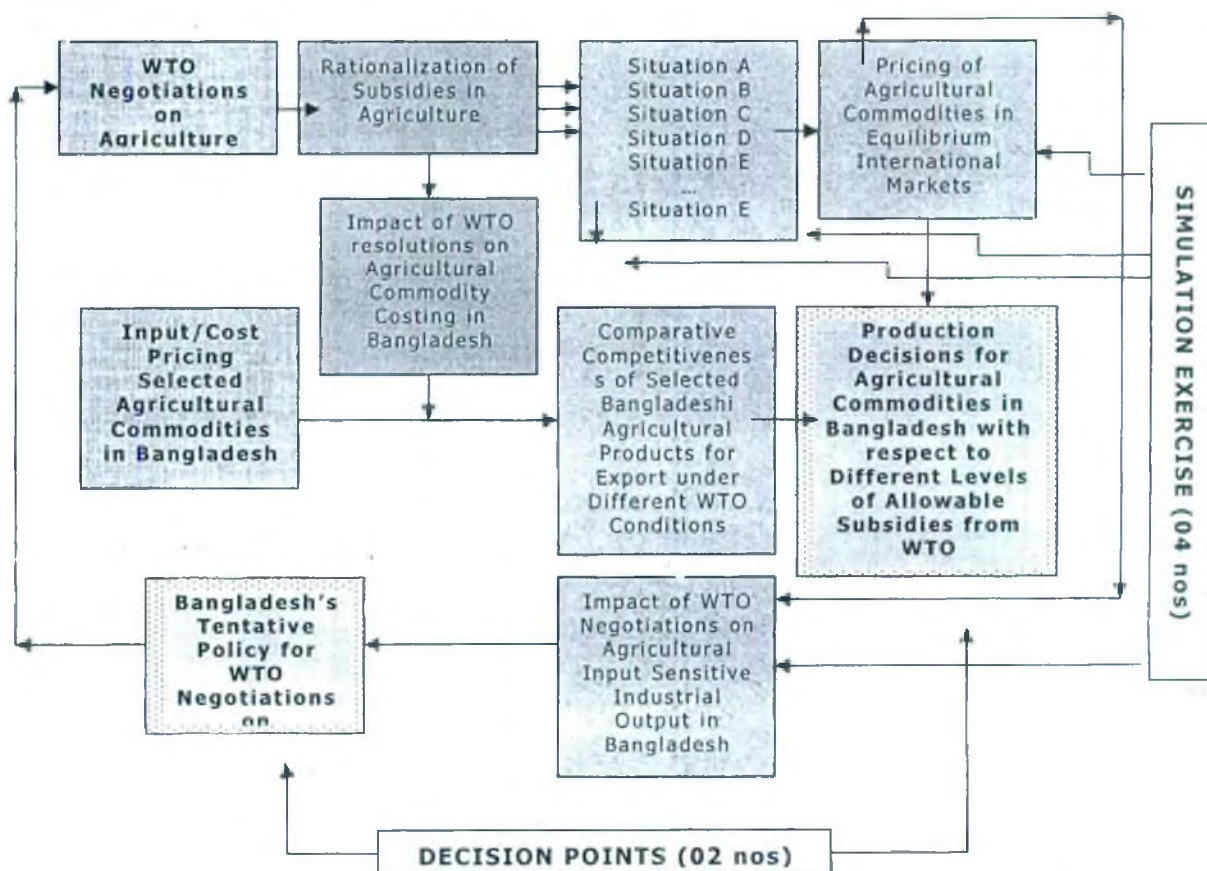 WTO
Negotiations
on
Agriculture
Rationalization of
Subsidies in
Agriculture
Situation A
Situation B
Situation C
Situation D
Situation E
...
Situation E
Pricing of
Agricultural
Commodities in
Equilibrium
International
Markets
Impact of WTO
resolutions on
Agricultural
Commodity
Costing in
Bangladesh
Input/Cost
Pricing
Selected
Agricultural
Commodities
in Bangladesh
Comparative
Competitivenes
s of Selected
Bangladeshi
Agricultural
Products for
Export under
Different WTO
Conditions
Production
Decisions for
Agricultural
Commodities in
Bangladesh with
respect to
Different Levels
of Allowable
Subsidies from
WTO
SIMULATION EXERCISE (04 nos)
Bangladesh's
Tentative
Policy for
WTO
Negotiations
on
Impact of WTO
Negotiations on
Agricultural
Input Sensitive
Industrial
Output in
Bangladesh
DECISION POINTS (02 nos)